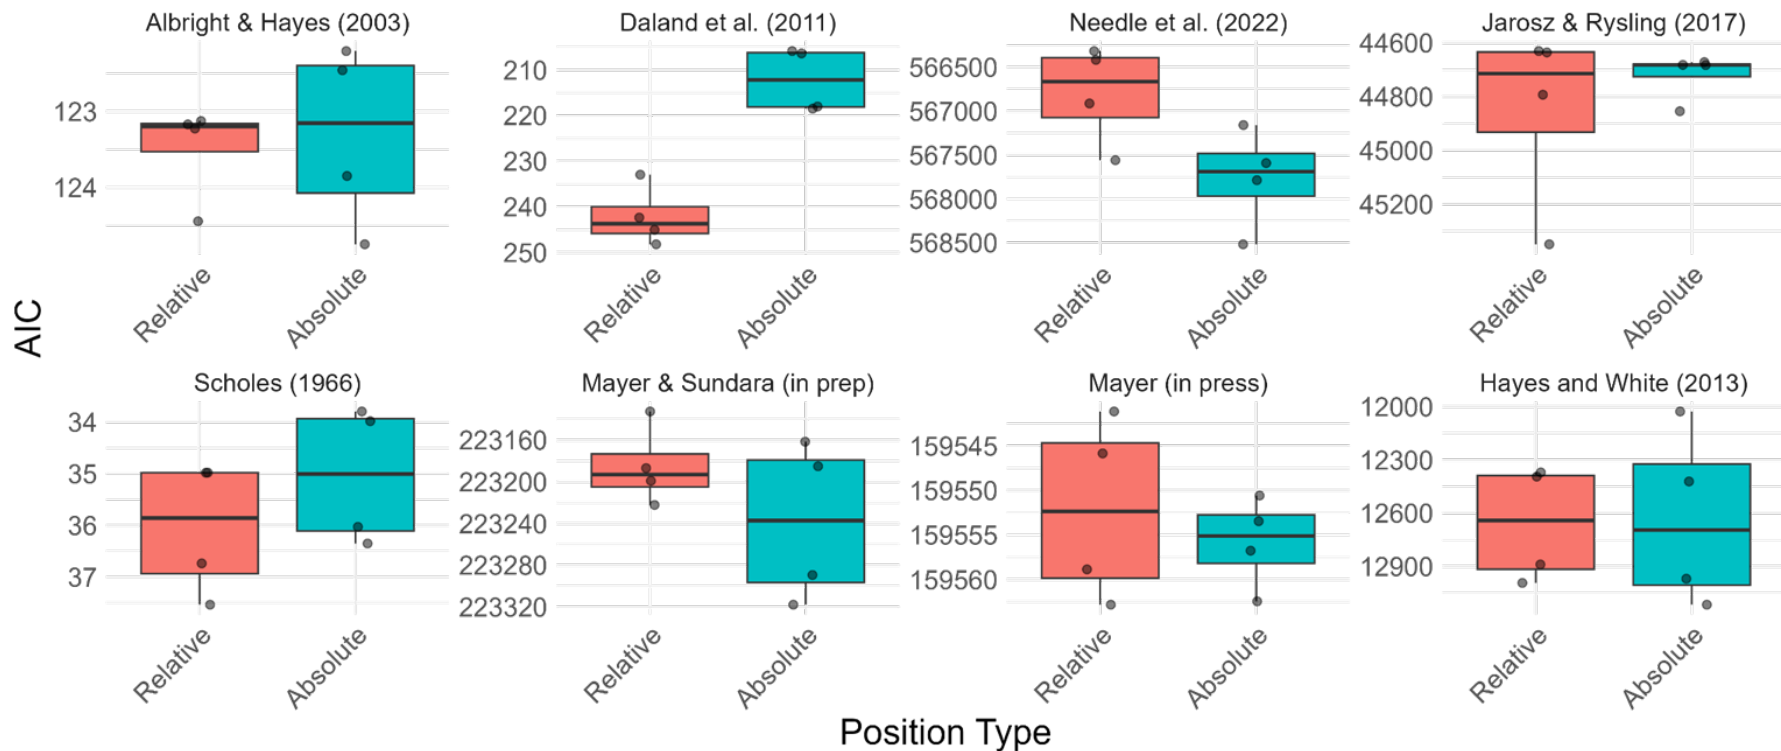 Albright & Hayes (2003)
Daland et al. (2011)
Needle et al. (2022)
Jarosz & Rysling (2017)
123
124
210
220
230
240
250
566500
567000
567500
568000
568500
44600
44800
45000
45200
Relative
Absolute
Relative
Absolute
Relative
Absolute
Relative
Absolute
AIC
Scholes (1966)
Mayer & Sundara (in prep)
Mayer (in press)
Hayes and White (2013)
34
35
36
37
223160
223200
223240
223280
223320
159545
159550
159555
159560
12000
12300
12600
12900
Relative
Absolute
Relative
Absolute
Relative
Absolute
Relative
Absolute
Position Type